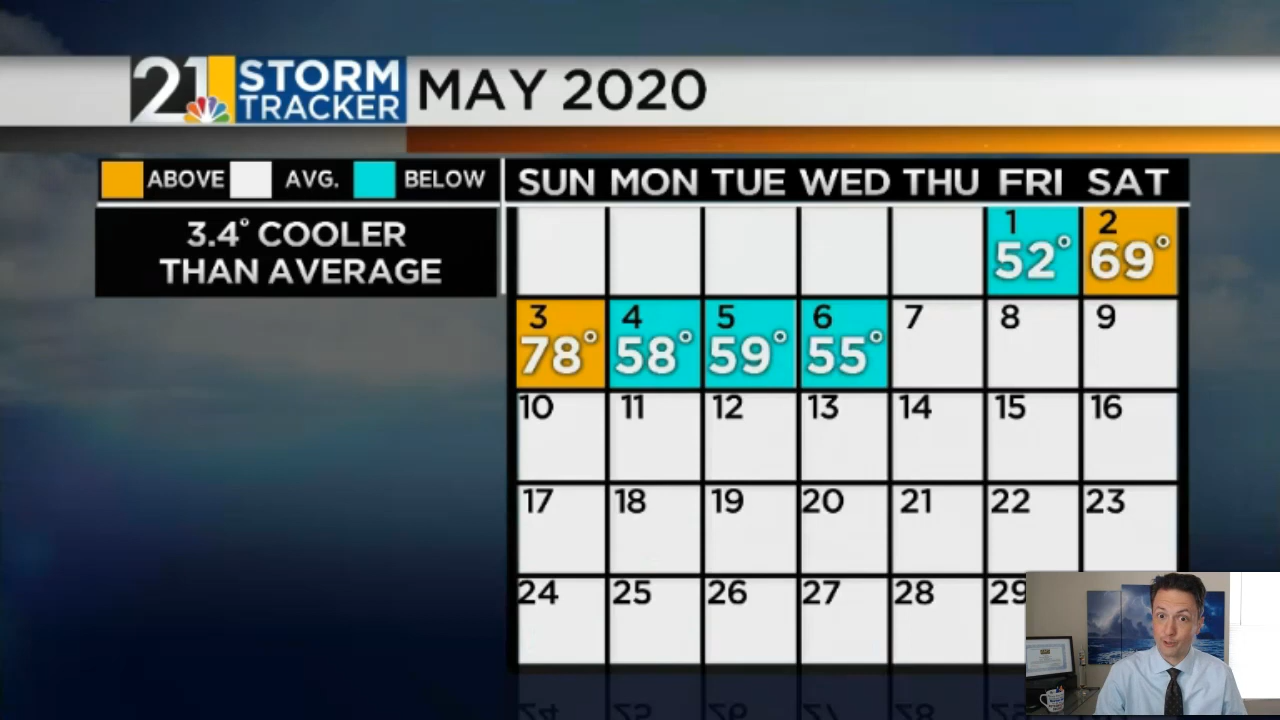 21 STORM TRACKER MAY 2020
ABOVE AVG. BELOW
3.4° COOLER
THAN AVERAGE
SUN MON TUE WED THU FRI SAT
1 2
52° 69°
3 4 5 6 7 8 9
78° 58° 59° 55°
10 11 12 13 14 15 16
17 18 19 20 21 22 23
24 25 26 27 28 29